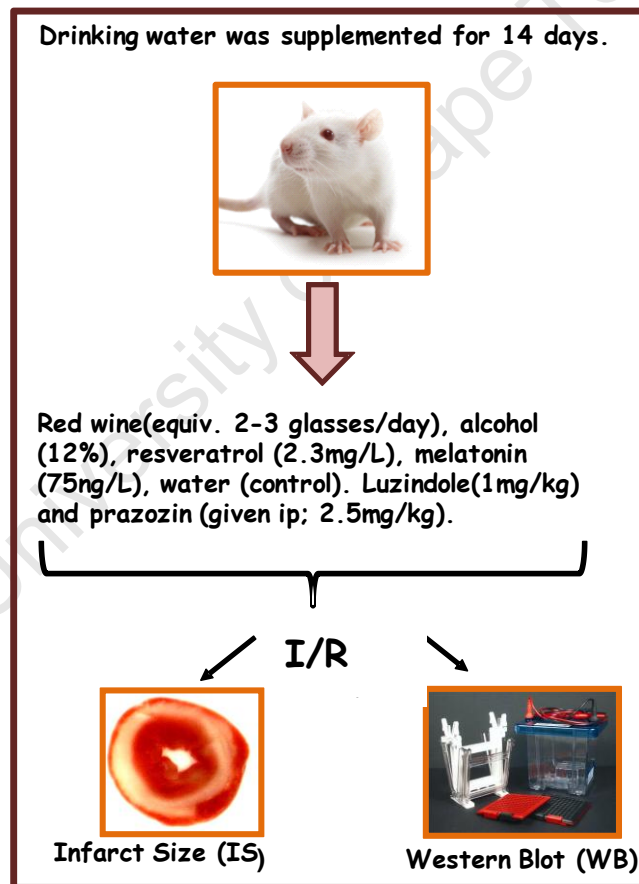 Drinking water was supplemented for 14 days.
Red wine(equiv. 2-3 glasses/day), alcohol
(12%), resveratrol (2.3mg/L), melatonin
(75ng/L), water (control). Luzindole(1mg/kg)
and prazozin (given ip; 2.5mg/kg).
I/R
Infarct Size (IS)
Western Blot (WB)